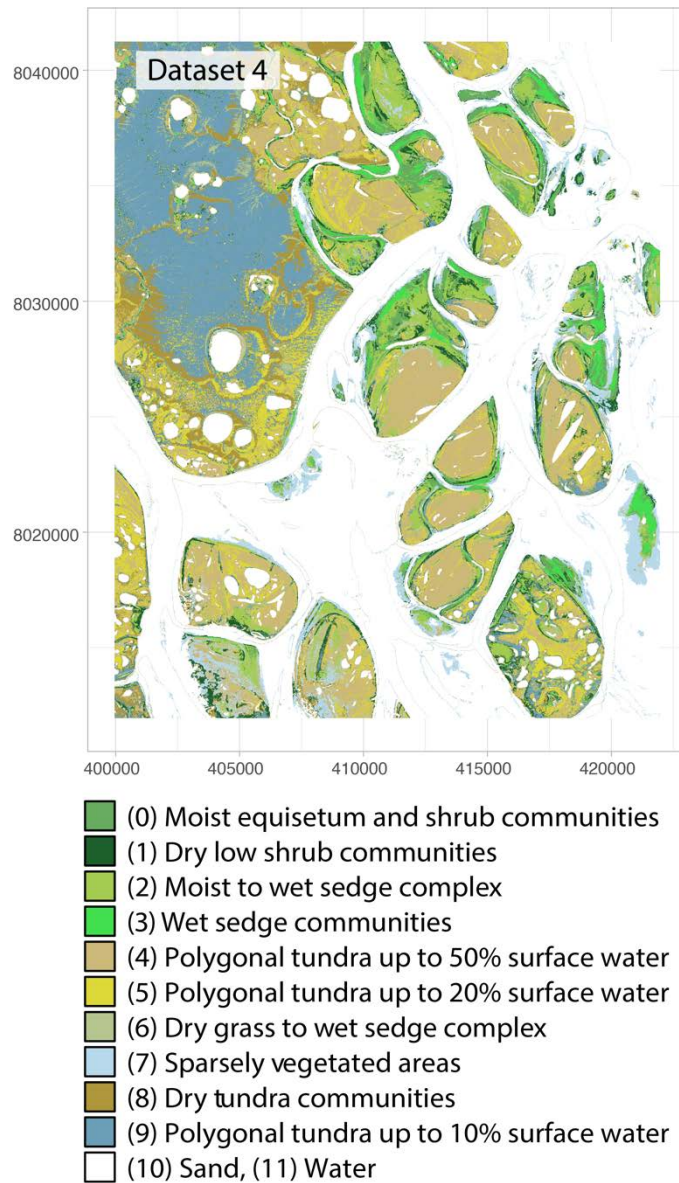 Dataset 4
8040000
8030000
8020000
400000 405000 410000 415000 420000
(0) Moist equisetum and shrub communities
(1) Dry low shrub communities
(2) Moist to wet sedge complex
(3) Wet sedge communities
(4) Polygonal tundra up to 50% surface water
(5) Polygonal tundra up to 20% surface water
(6) Dry grass to wet sedge complex
(7) Sparsely vegetated areas
(8) Dry tundra communities
(9) Polygonal tundra up to 10% surface water
(10) Sand, (11) Water